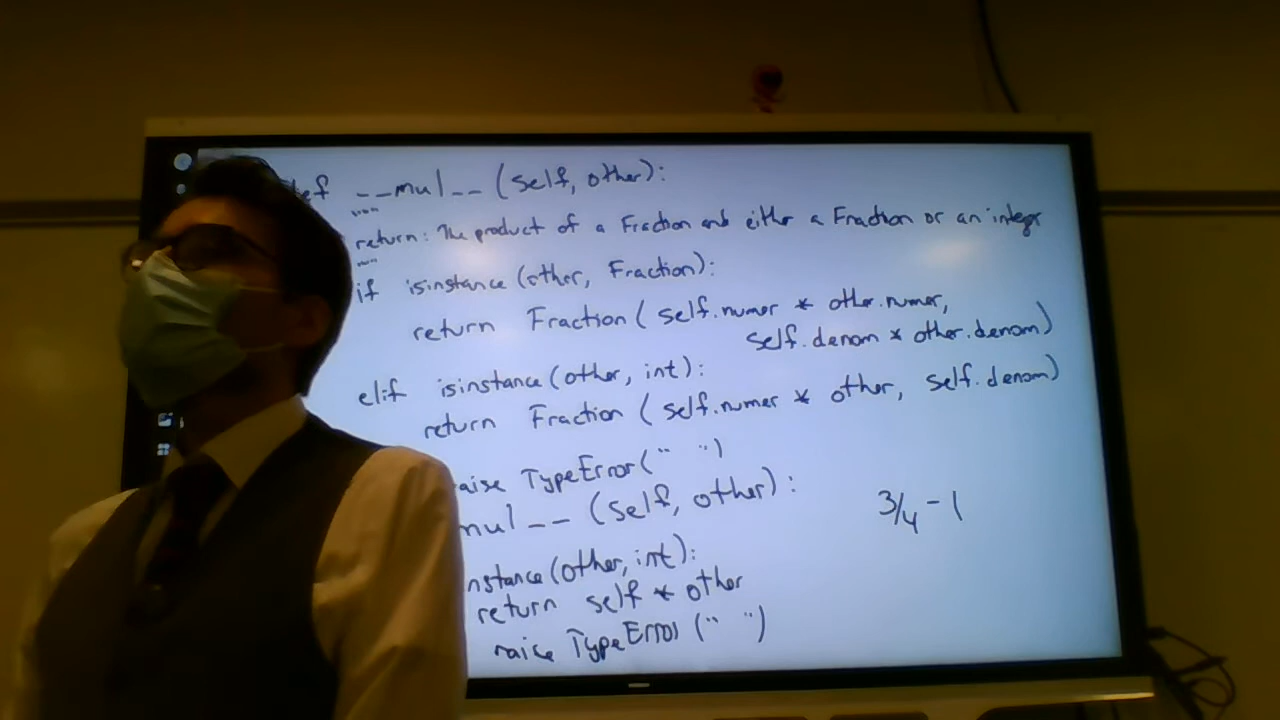 def __mul__(self, other):
"""
return: The product of a Fraction and either a Fraction or an integer
"""
if isinstance(other, Fraction):
return Fraction(self.numer * other.numer,
self.denom * other.denom)
elif isinstance(other, int):
return Fraction(self.numer * other, self.denom)
raise TypeError(" ")
mul__(self, other):
nstance(other, int):
return self * other
raise TypeError(" ")
3/4 - 1